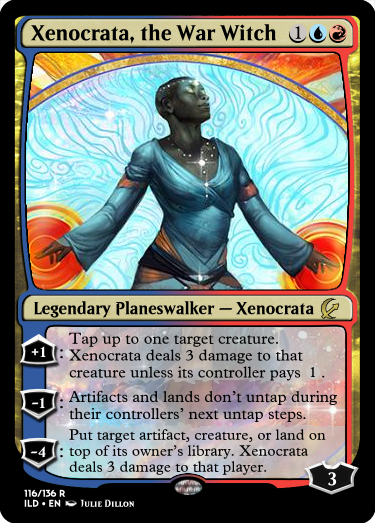 Xenocrata, the War Witch 1
Legendary Planeswalker — Xenocrata
+1 : Tap up to one target creature.
Xenocrata deals 3 damage to that
creature unless its controller pays 1 .
-1 : Artifacts and lands don't untap during
their controllers' next untap steps.
-4 : Put target artifact, creature, or land on
top of its owner's library. Xenocrata
deals 3 damage to that player.
3
116/136 R
ILD • EN Julie Dillon